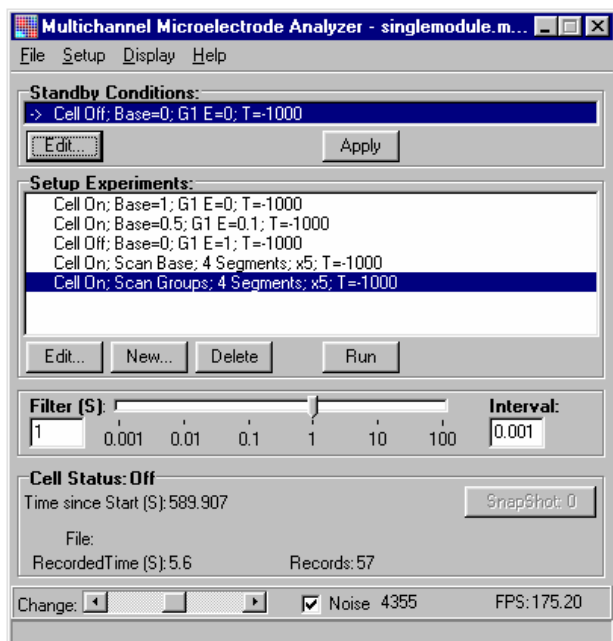 Multichannel Microelectrode Analyzer - singlemodule.m...
File Setup Display Help
Standby Conditions:
-> Cell Off; Base=0; G1 E=0; T=-1000
Edit... Apply
Setup Experiments:
Cell On; Base=1; G1 E=0; T=-1000
Cell On; Base=0.5; G1 E=0.1; T=-1000
Cell Off; Base=0; G1 E=1; T=-1000
Cell On; Scan Base; 4 Segments; x5; T=-1000
Cell On; Scan Groups; 4 Segments; x5; T=-1000
Edit... New... Delete Run
Filter (S): Interval:
1 0.001 0.01 0.1 1 10 100 0.001
Cell Status: Off
Time since Start (S): 589.907 SnapShot: 0
File:
RecordedTime (S): 5.6 Records: 57
Change: Noise 4355 FPS: 175.20